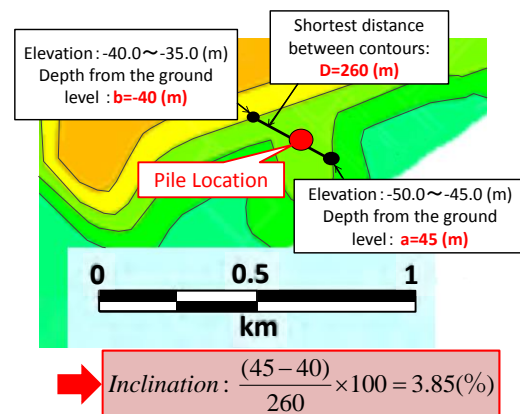 Shortest distance
between contours:
D=260 (m)
Elevation : -40.0～-35.0 (m)
Depth from the ground
level : b=-40 (m)
Pile Location
Elevation : -50.0～-45.0 (m)
Depth from the ground
level: a=45 (m)
0 0.5 1
km
Inclination: (45-40)/260 ×100 = 3.85(%)